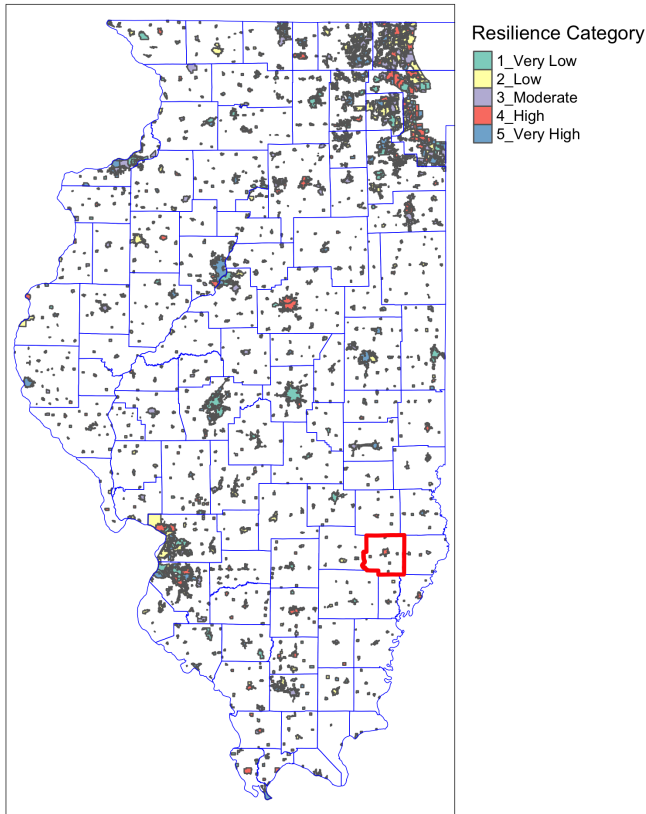 Resilience Category
1_Very Low
2_Low
3_Moderate
4_High
5_Very High